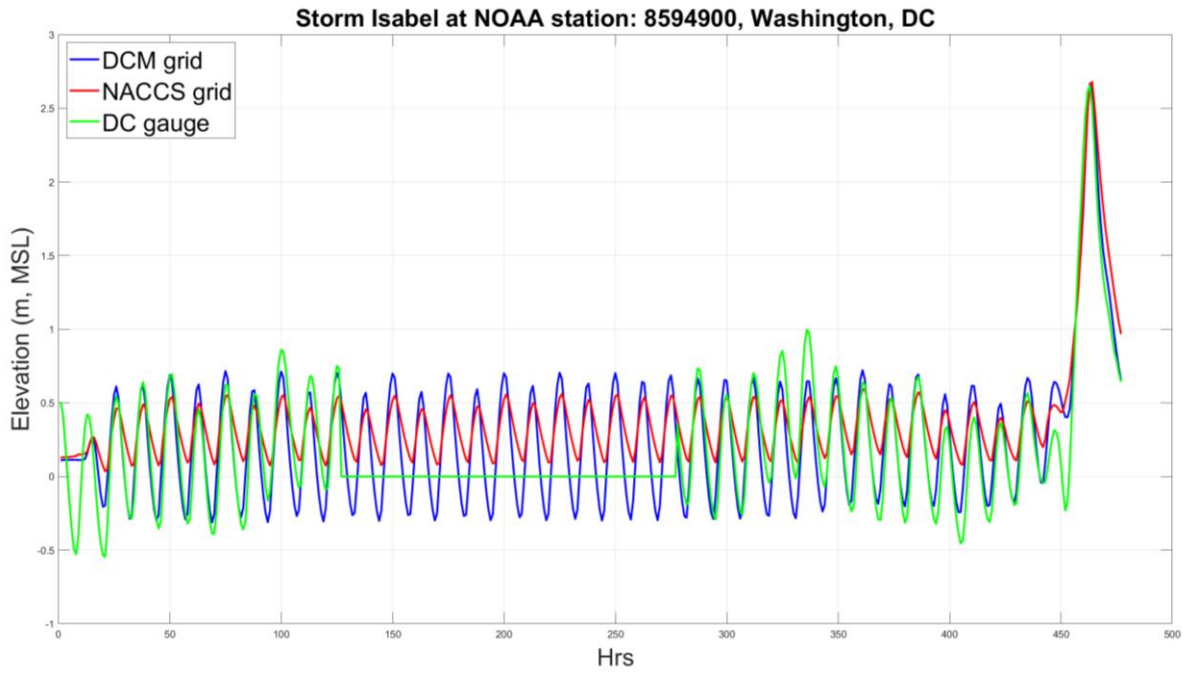 Storm Isabel at NOAA station: 8594900, Washington, DC
DCM grid
NACCS grid
DC gauge
Elevation (m, MSL)
3
2.5
2
1.5
1
0.5
0
-0.5
-1
0 50 100 150 200 250 300 350 400 450 500
Hrs